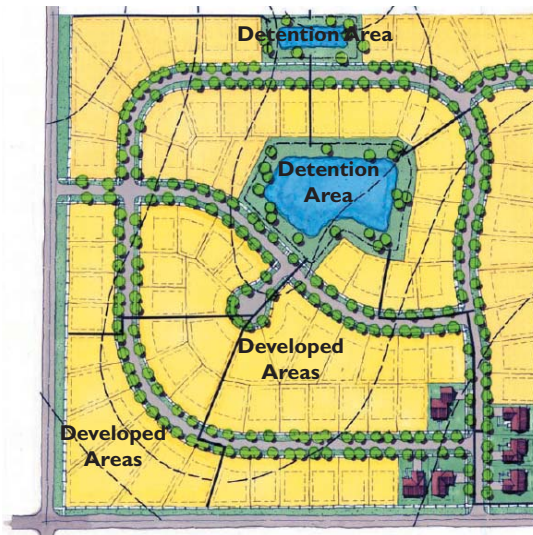 Detention Area
Detention
Area
Developed
Areas
Developed
Areas